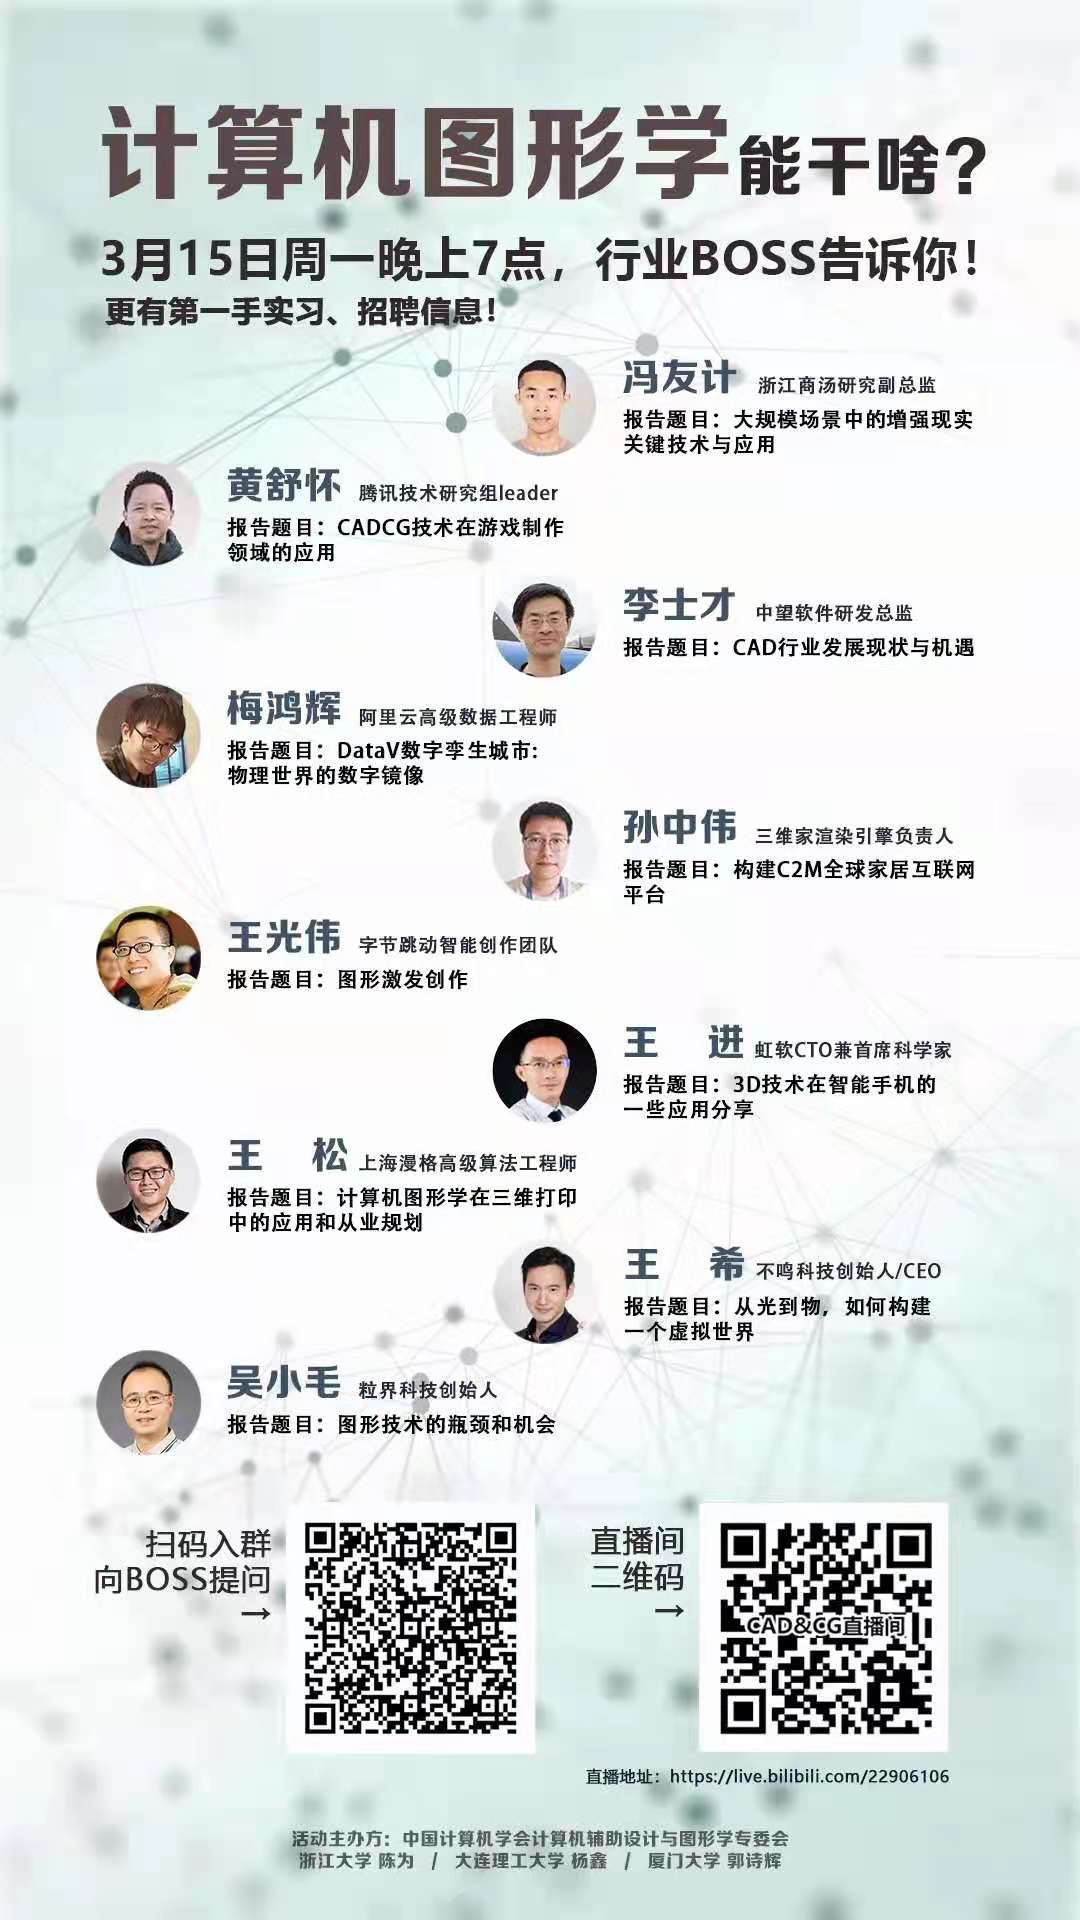 计算机图形学能干啥？
3月15日周一晚上7点，行业BOSS告诉你！
更有第一手实习、招聘信息！
冯友计 浙江商汤研究副总监
报告题目：大规模场景中的增强现实
关键技术与应用
黄舒怀 腾讯技术研究组leader
报告题目：CADCG技术在游戏制作
领域的应用
李士才 中望软件研发总监
报告题目：CAD行业发展现状与机遇
梅鸿辉 阿里云高级数据工程师
报告题目：DataV数字孪生城市:
物理世界的数字镜像
孙中伟 三维家渲染引擎负责人
报告题目：构建C2M全球家居互联网
平台
王光伟 字节跳动智能创作团队
报告题目：图形激发创作
王 进 虹软CTO兼首席科学家
报告题目：3D技术在智能手机的
一些应用分享
王 松 上海漫格高级算法工程师
报告题目：计算机图形学在三维打印
中的应用和从业规划
王 希 不鸣科技创始人/CEO
报告题目：从光到物，如何构建
一个虚拟世界
吴小毛 粒界科技创始人
报告题目：图形技术的瓶颈和机会
扫码入群
向BOSS提问
→
直播间
二维码
→
CAD&CG直播间
直播地址：https://live.bilibili.com/22906106
活动主办方：中国计算机学会计算机辅助设计与图形学专委会
浙江大学 陈为 / 大连理工大学 杨鑫 / 厦门大学 郭诗辉